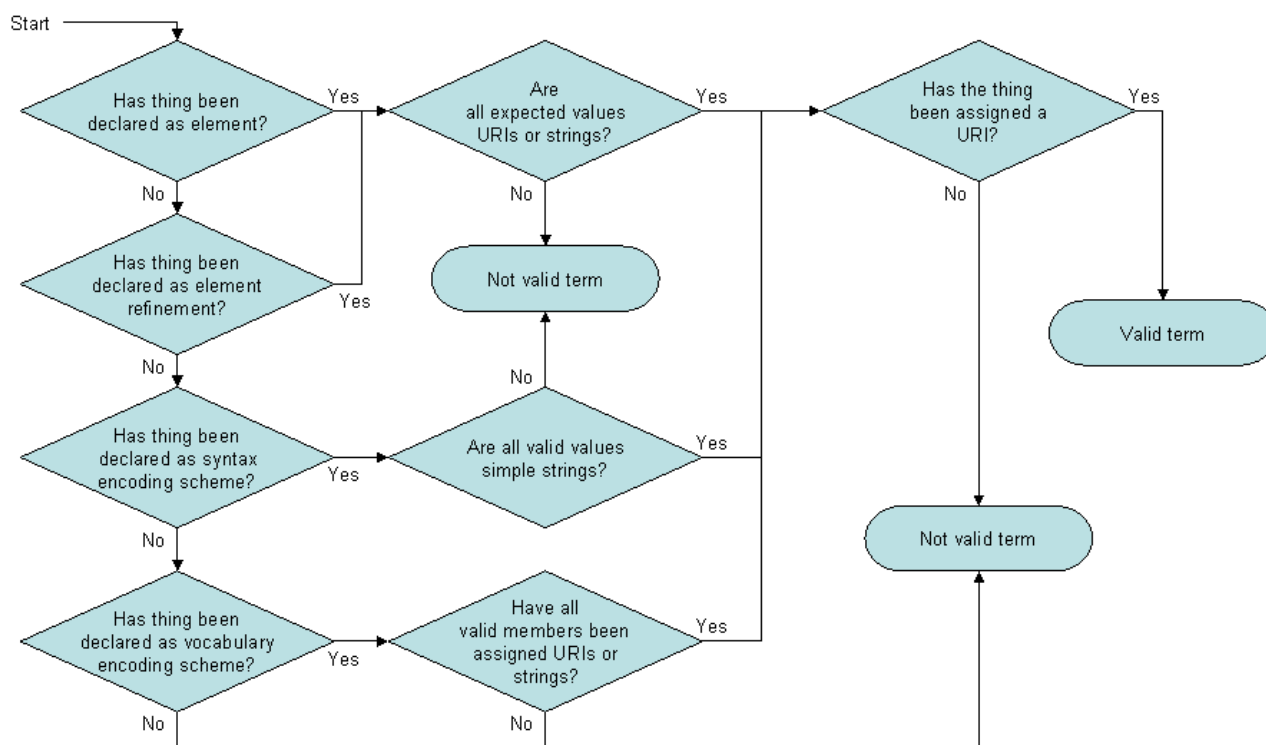 Start
Has thing been
declared as element?
Yes
No
Are
all expected values
URIs or strings?
Yes
No
Has the thing
been assigned a
URI?
Yes
No
Has thing been
declared as element
refinement?
Yes
No
Not valid term
Valid term
Has thing been
declared as syntax
encoding scheme?
Yes
No
No
Are all valid values
simple strings?
Yes
Not valid term
Has thing been
declared as vocabulary
encoding scheme?
Yes
No
Have all
valid members been
assigned URIs or
strings?
Yes
No